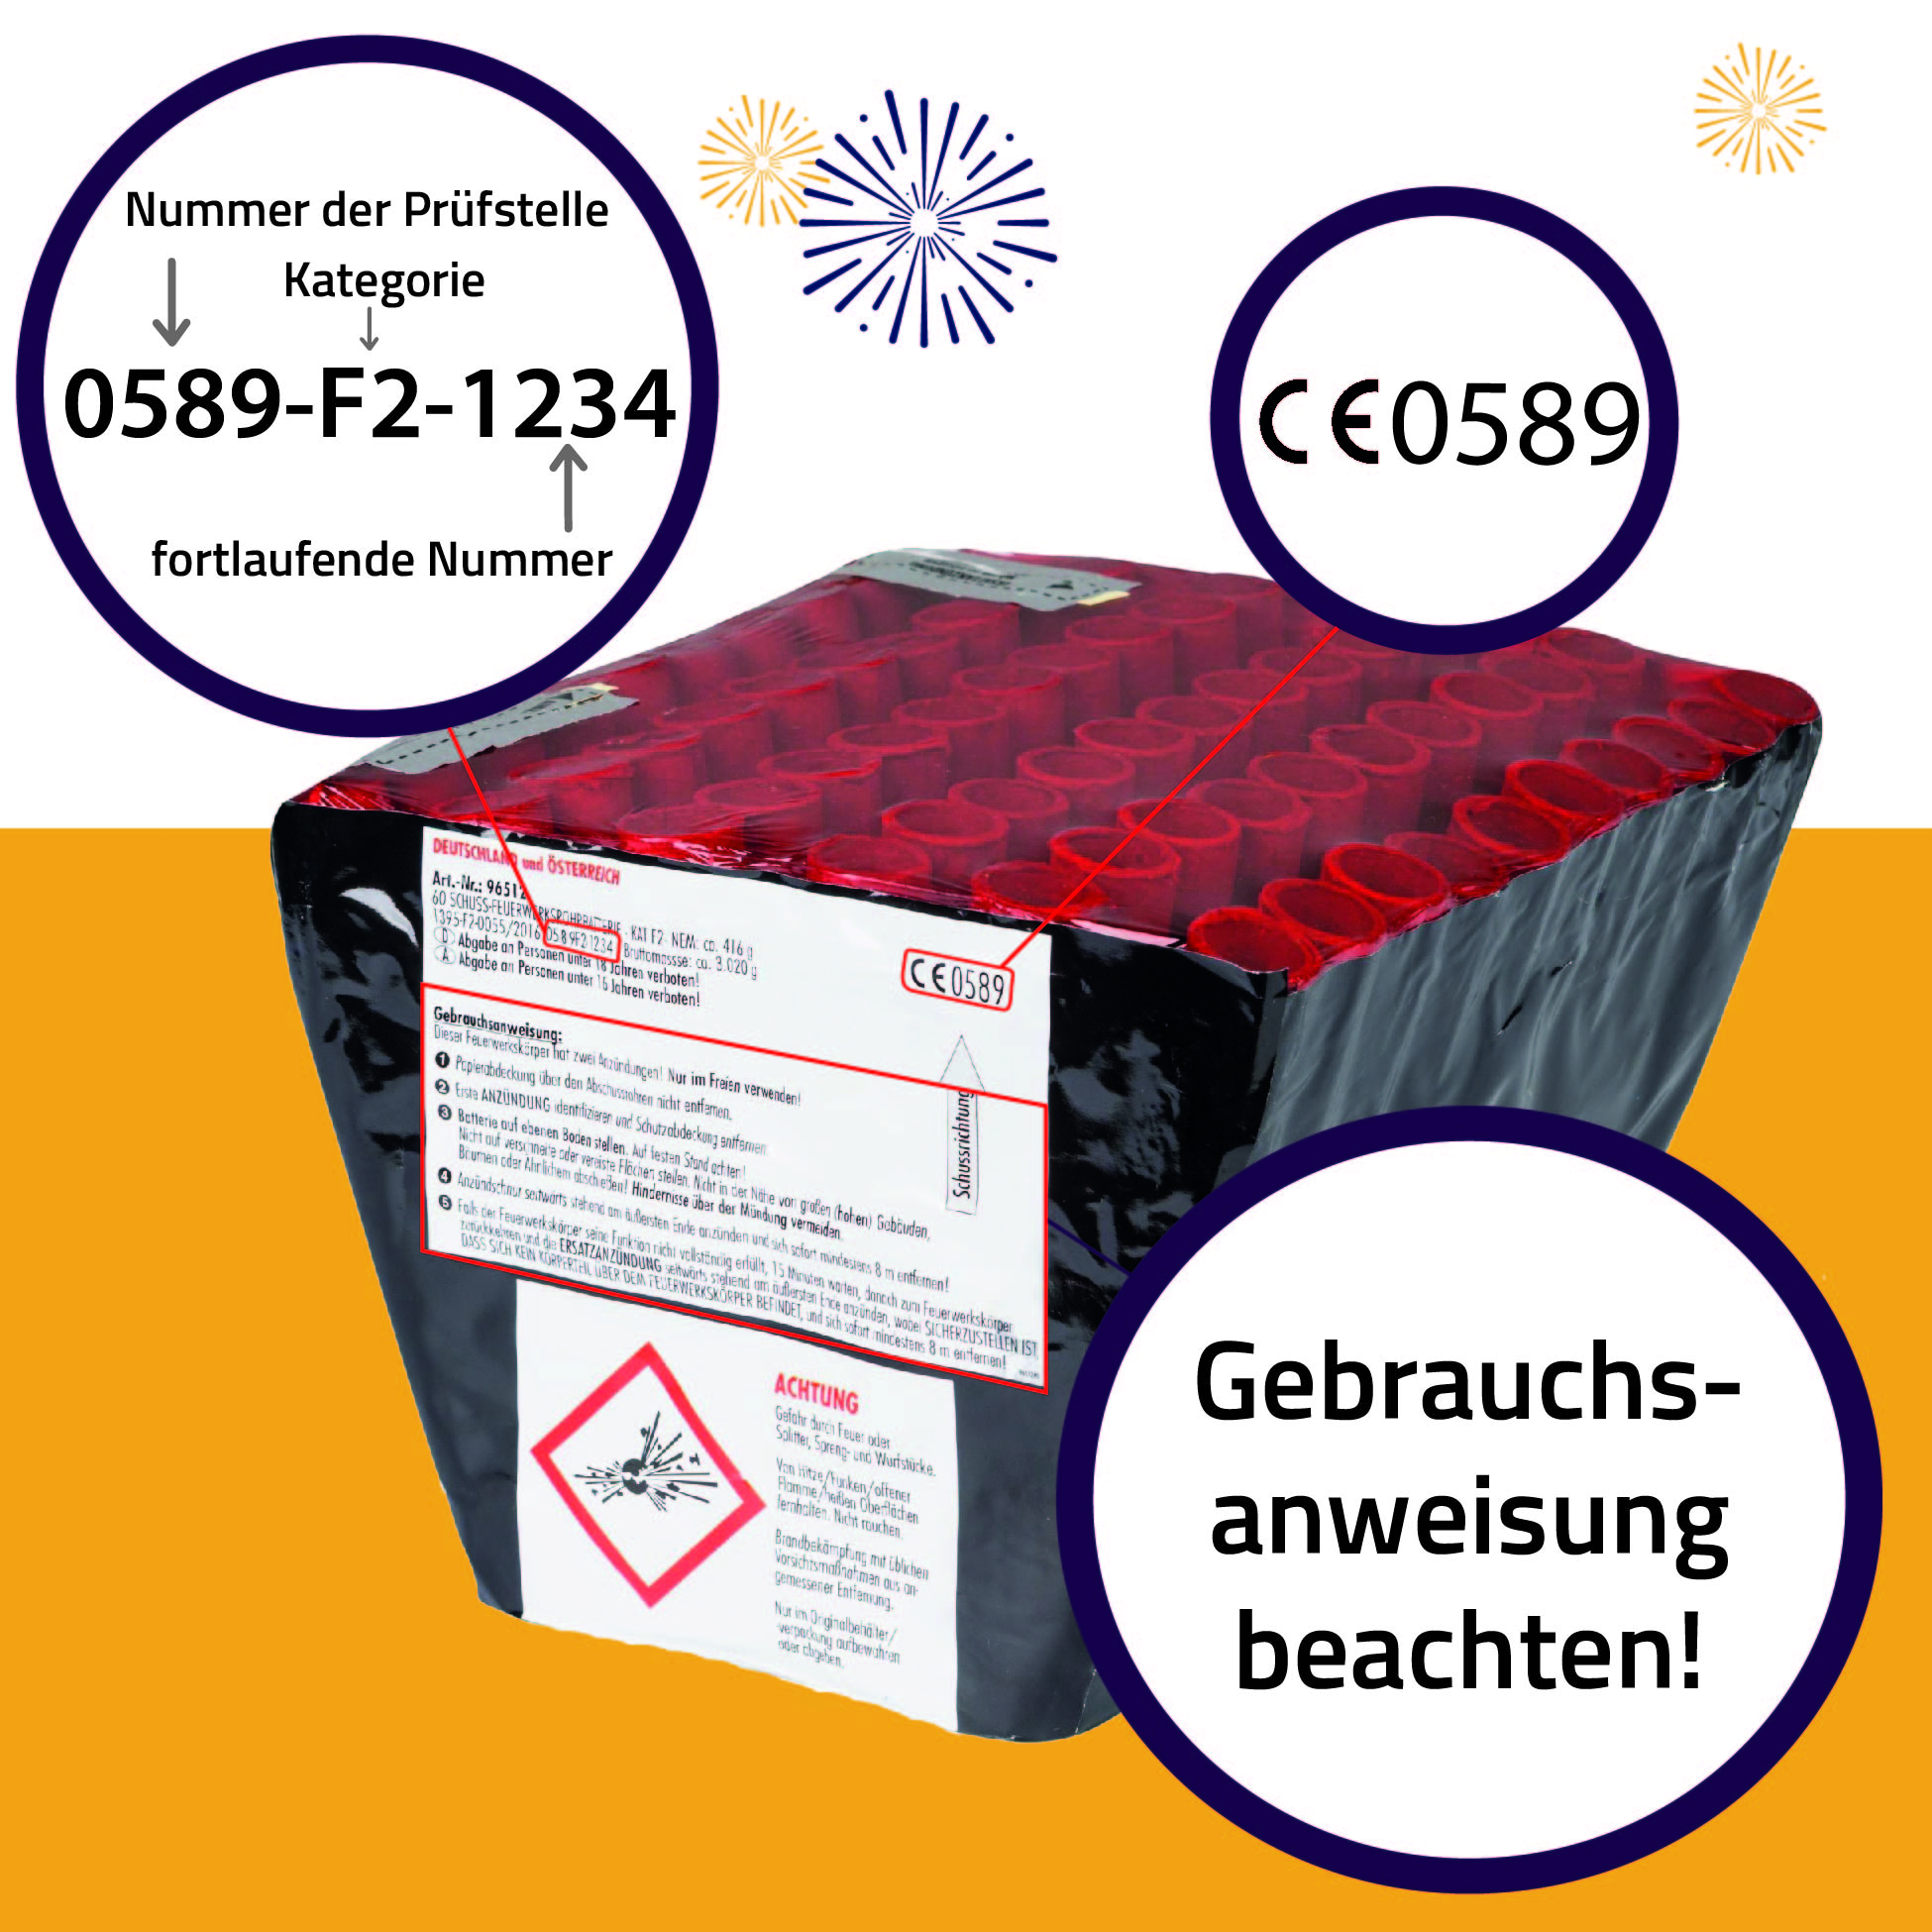 Nummer der Prüfstelle
Kategorie
0589-F2-1234
fortlaufende Nummer
CE0589
DEUTSCHLAND und ÖSTERREICH
Art.-Nr.: 9651
60 SCHUSS-FEUERWERKSROHRBATTERIE - KAT F2- NEM: ca. 416 g
1395-F2-0055/2016 0589F21234 Bruttomassse: ca. 3.020 g
D Abgabe an Personen unter 18 Jahren verboten!
A Abgabe an Personen unter 16 Jahren verboten!
CE0589
Gebrauchsanweisung:
Dieser Feuerwerkskörper hat zwei Anzündungen! Nur im Freien verwenden!
1 Papierabdeckung über den Abschussrohren nicht entfernen.
2 Erste ANZÜNDUNG identifizieren und Schutzabdeckung entfernen.
3 Batterie auf ebenen Boden stellen. Auf festen Stand achten!
Nicht auf verschneite oder vereiste Flächen stellen. Nicht in der Nähe von großen (hohen) Gebäuden,
Bäumen oder Ähnlichem abschießen! Hindernisse über der Mündung vermeiden.
4 Anzündschnur seitwärts stehend am äußersten Ende anzünden und sich sofort mindestens 8 m entfernen!
5 Falls der Feuerwerkskörper seine Funktion nicht vollständig erfüllt, 15 Minuten warten, danach zum Feuerwerkskörper
zurückkehren und die ERSATZANZÜNDUNG seitwärts stehend am äußersten Ende anzünden, wobei SICHERZUSTELLEN IST,
DASS SICH KEIN KÖRPERTEIL ÜBER DEM FEUERWERKSKÖRPER BEFINDET, und sich sofort mindestens 8 m entfernen!
Schussrichtung
ACHTUNG
Gefahr durch Feuer oder
Splitter, Spreng- und Wurfstücke.
Von Hitze/Funken/offener
Flamme/heißen Oberflächen
fernhalten. Nicht rauchen.
Brandbekämpfung mit üblichen
Vorsichtsmaßnahmen aus an-
gemessener Entfernung.
Nur im Originalbehälter/
verpackung aufbewahren
oder abgeben.
Gebrauchs-
anweisung
beachten!